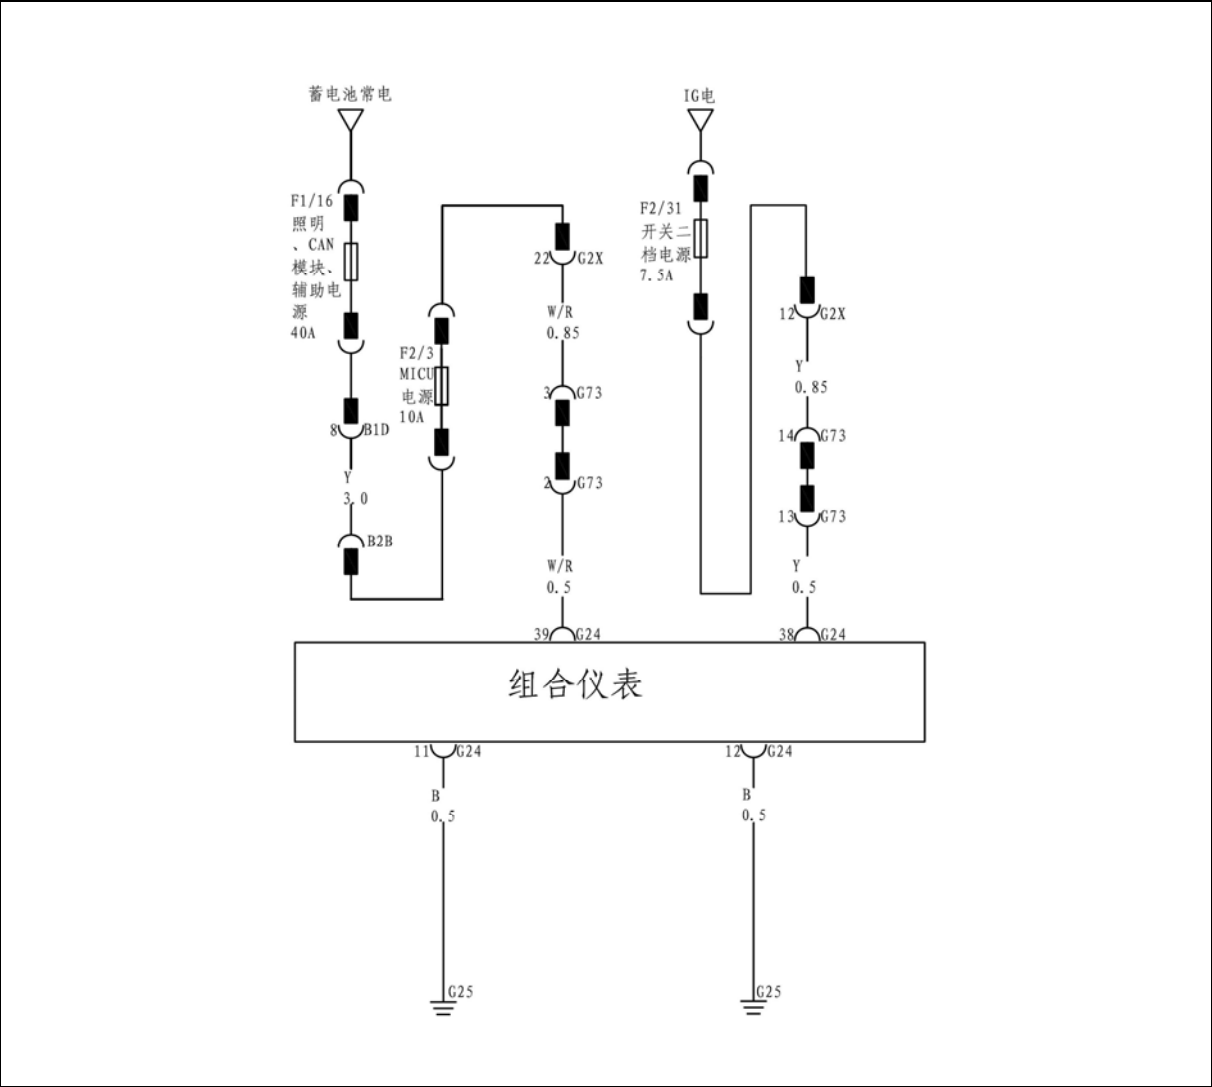 蓄电池常电
IG电
F1/16
照明
、CAN
模块、
辅助电
源
40A
F2/31
开关二
档电源
7.5A
22 G2X
12 G2X
W/R
0.85
F2/3
MICU
电源
10A
Y
0.85
3 G73
8 B1D
14 G73
Y
3.0
2 G73
13 G73
B2B
W/R
0.5
Y
0.5
39 G24
38 G24
组合仪表
11 G24
12 G24
B
0.5
B
0.5
G25
G25